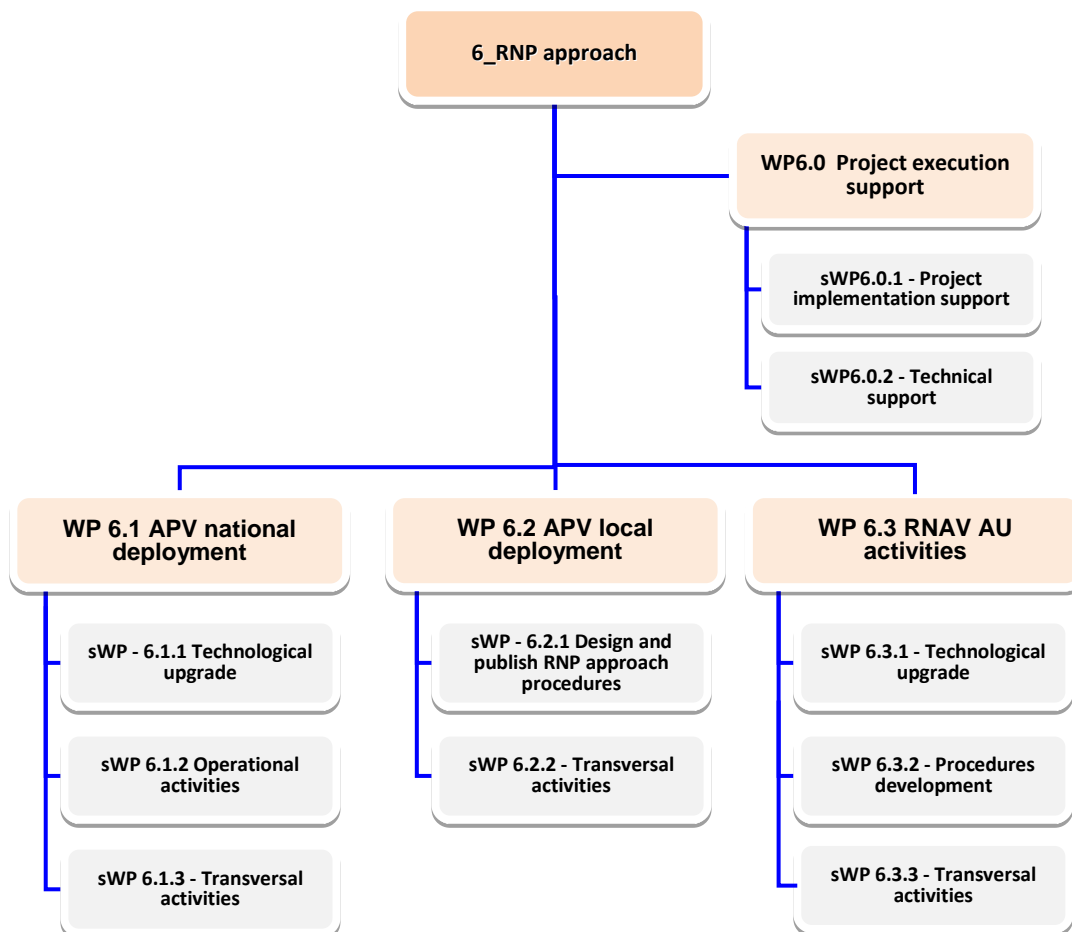 6_RNP approach
WP6.0  Project execution
support
sWP6.0.1 - Project
implementation support
sWP6.0.2 - Technical
support
WP 6.1 APV national
deployment
sWP - 6.1.1 Technological
upgrade
sWP 6.1.2 Operational
activities
sWP 6.1.3 - Transversal
activities
WP 6.2 APV local
deployment
sWP - 6.2.1 Design and
publish RNP approach
procedures
sWP 6.2.2 - Transversal
activities
WP 6.3 RNAV AU
activities
sWP 6.3.1 - Technological
upgrade
sWP 6.3.2 - Procedures
development
sWP 6.3.3 - Transversal
activities